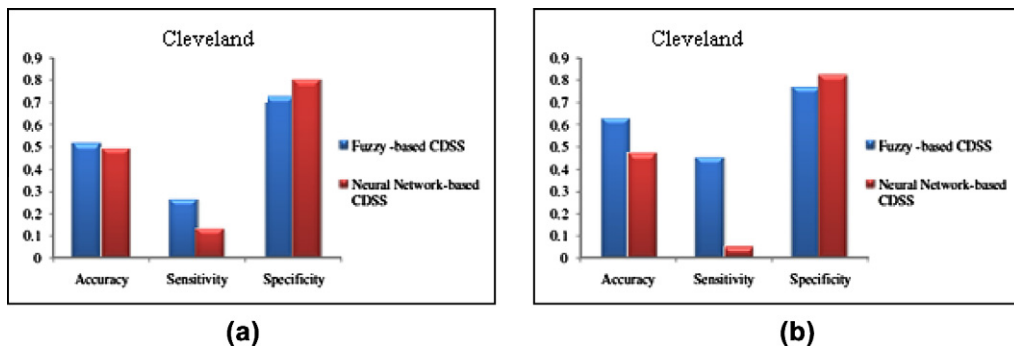 Cleveland
0.9
0.8
0.7
0.6
0.5
0.4
0.3
0.2
0.1
0
Accuracy Sensitivity Specificity
Fuzzy -based CDSS
Neural Network-based
CDSS
(a)
Cleveland
0.9
0.8
0.7
0.6
0.5
0.4
0.3
0.2
0.1
0
Accuracy Sensitivity Specificity
Fuzzy -based CDSS
Neural Network-based
CDSS
(b)